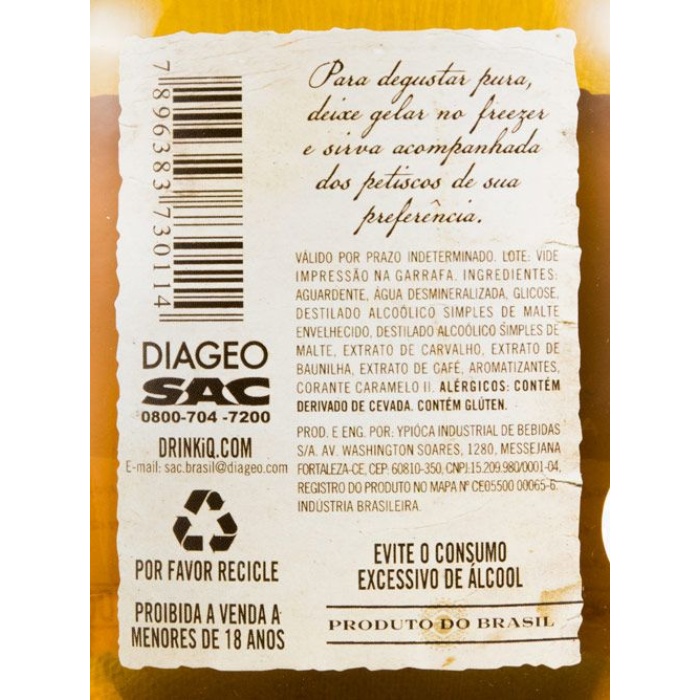 7 896383 730114
DIAGEO
SAC
0800-704 -7200
DRINKiQ.COM
E-mail: sac.brasil@diageo.com
POR FAVOR RECICLE
PROIBIDA A VENDA A
MENORES DE 18 ANOS
Para degustar pura,
deixe gelar no freezer
e sirva acompanhada
dos petiscos de sua
preferência.
VÁLIDO POR PRAZO INDETERMINADO. LOTE: VIDE
IMPRESSÃO NA GARRAFA. INGREDIENTES:
AGUARDENTE, ÁGUA DESMINERALIZADA, GLICOSE,
DESTILADO ALCOÓLICO SIMPLES DE MALTE
ENVELHECIDO, DESTILADO ALCOÓLICO SIMPLES DE
MALTE, EXTRATO DE CARVALHO, EXTRATO DE
BAUNILHA, EXTRATO DE CAFÉ, AROMATIZANTES,
CORANTE CARAMELO II. ALÉRGICOS: CONTÉM
DERIVADO DE CEVADA. CONTÉM GLÚTEN.
PROD. E ENG. POR: YPIÓCA INDUSTRIAL DE BEBIDAS
S/A. AV. WASHINGTON SOARES, 1280, MESSEJANA
FORTALEZA-CE, CEP: 60810-350, CNPJ:15.209.980/0001-04.
REGISTRO DO PRODUTO NO MAPA Nº CE05500 00065-6.
INDÚSTRIA BRASILEIRA.
EVITE O CONSUMO
EXCESSIVO DE ÁLCOOL
PRODUTO DO BRASIL